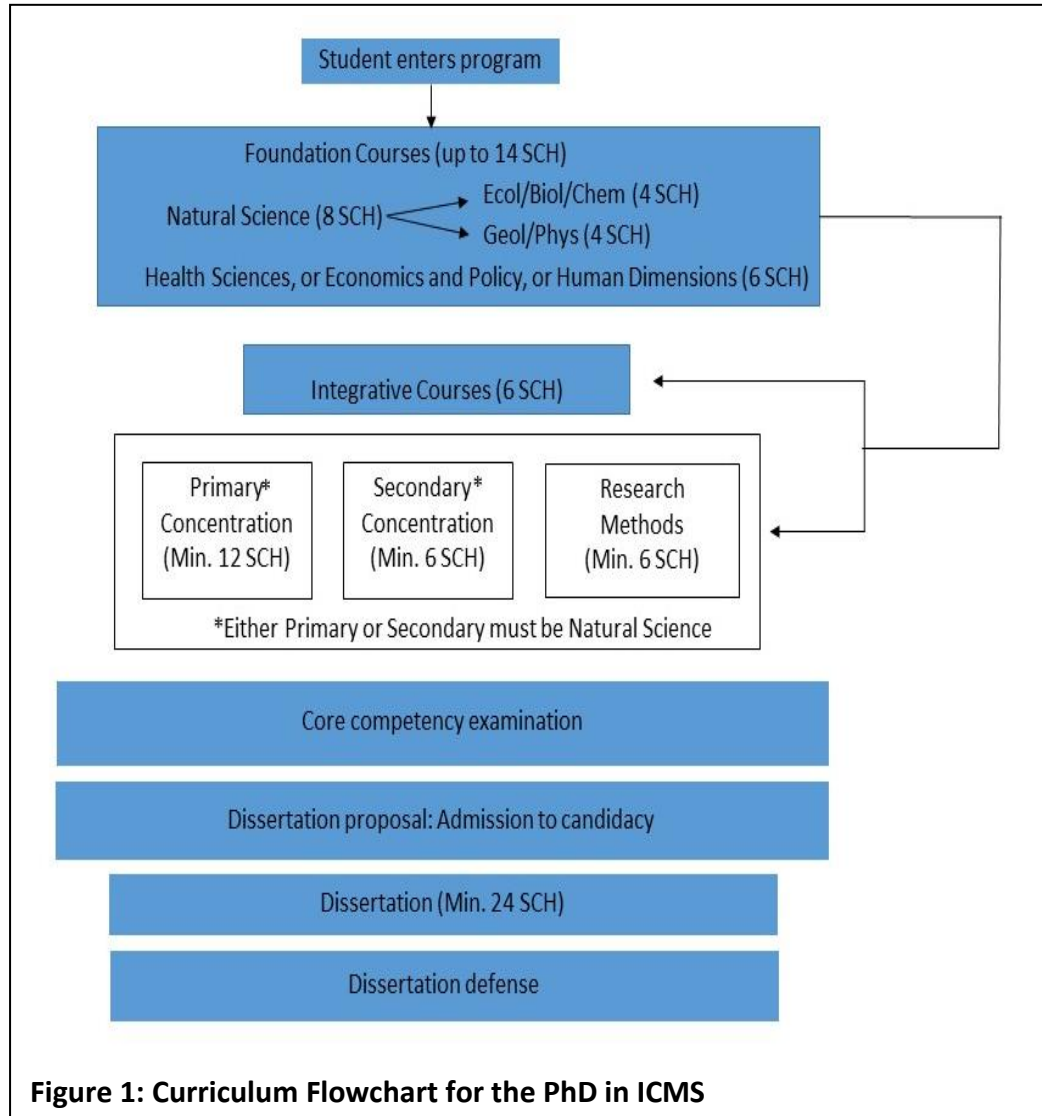 Student enters program
Foundation Courses (up to 14 SCH)
Ecol/Biol/Chem (4 SCH)
Natural Science (8 SCH)
Geol/Phys (4 SCH)
Health Sciences, or Economics and Policy, or Human Dimensions (6 SCH)
Integrative Courses (6 SCH)
Primary*
Concentration
(Min. 12 SCH)
Secondary*
Concentration
(Min. 6 SCH)
Research
Methods
(Min. 6 SCH)
*Either Primary or Secondary must be Natural Science
Core competency examination
Dissertation proposal: Admission to candidacy
Dissertation (Min. 24 SCH)
Dissertation defense
Figure 1: Curriculum Flowchart for the PhD in ICMS